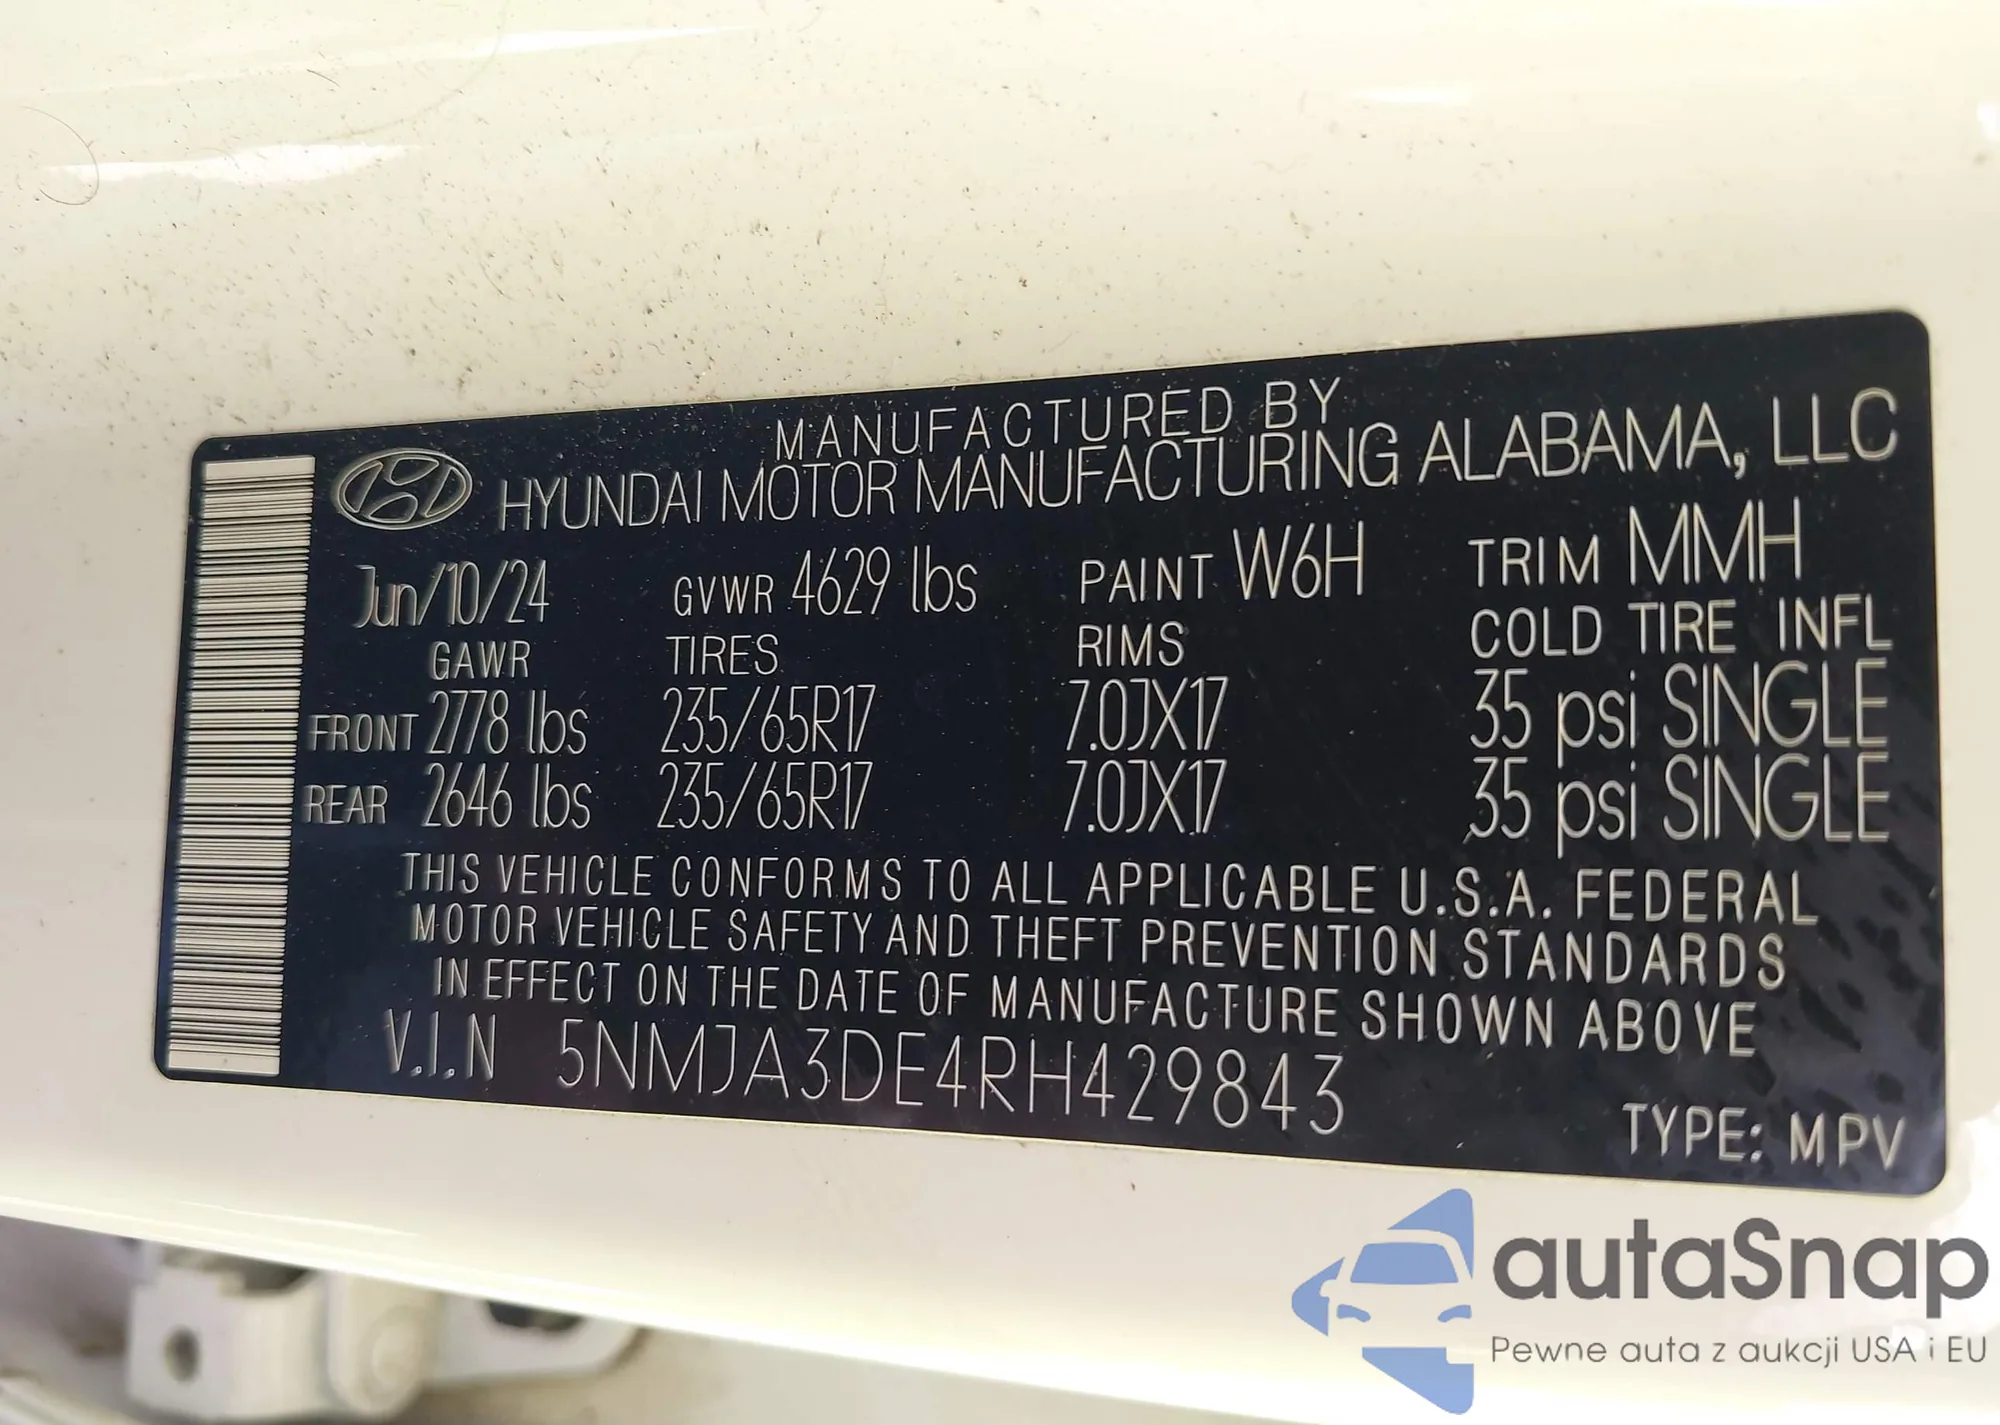 MANUFACTURED BY
HYUNDAI MOTOR MANUFACTURING ALABAMA, LLC
Jun/10/24 GVWR 4629 lbs PAINT W6H TRIM MMH
GAWR TIRES RIMS COLD TIRE INFL
FRONT 2778 lbs 235/65R17 7.0JX17 35 psi SINGLE
REAR 2646 lbs 235/65R17 7.0JX17 35 psi SINGLE
THIS VEHICLE CONFORMS TO ALL APPLICABLE U.S.A. FEDERAL
MOTOR VEHICLE SAFETY AND THEFT PREVENTION STANDARDS
IN EFFECT ON THE DATE OF MANUFACTURE SHOWN ABOVE
V.I.N 5NMJA3DE4RH429843
TYPE: MPV
autaSnap
Pewne auta z aukcji USA i EU